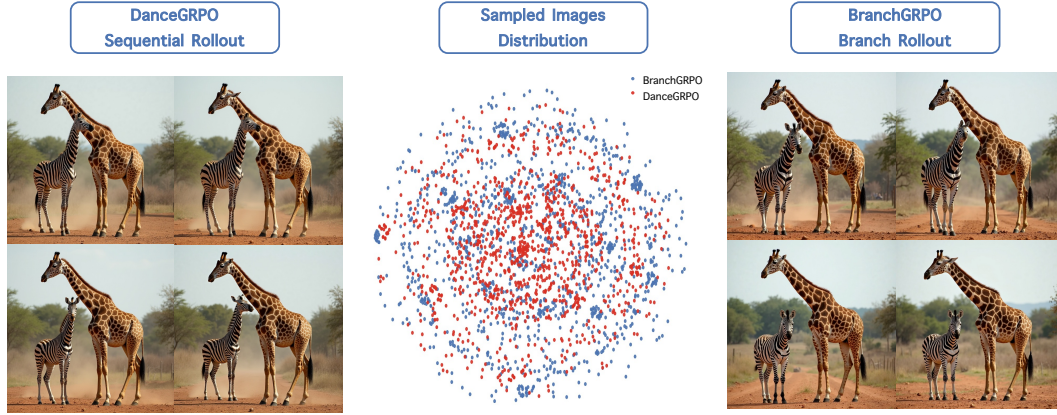 DanceGRPO
Sequential Rollout
Sampled Images
Distribution
BranchGRPO
Branch Rollout
BranchGRPO
DanceGRPO